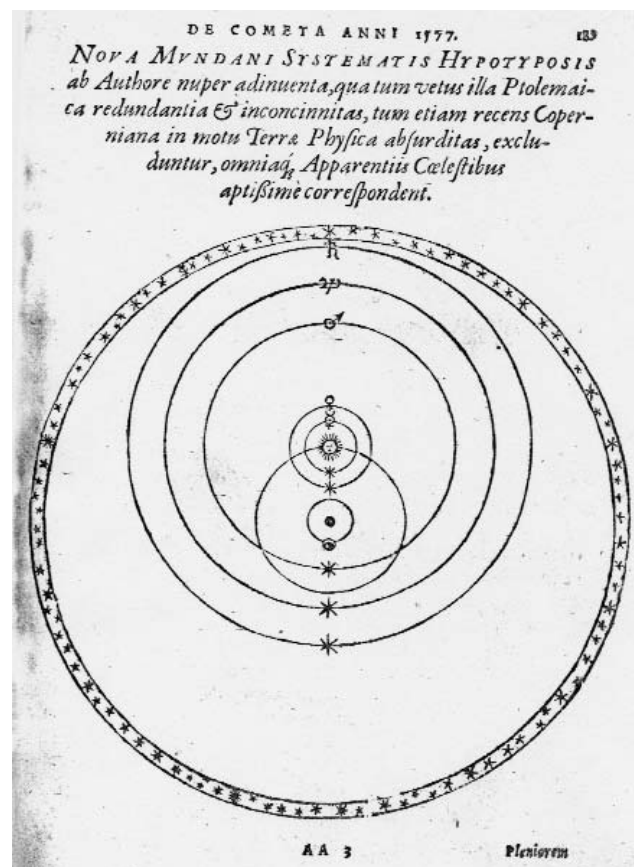 DE COMETA ANNI 1577. 189
NOVA MVNDANI SYSTEMATIS HYPOTYPOSIS
ab Authore nuper adinuenta, qua tum vetus illa Ptolemai-
ca redundantia & inconcinnitas, tum etiam recens Coper-
niana in motu Terræ Physica absurditas, exclu-
duntur, omniaq; Apparentiis Cœlestibus
aptißimè correspondent.
♄
♃
♂
♀
☿
AA 3 Pleniorem